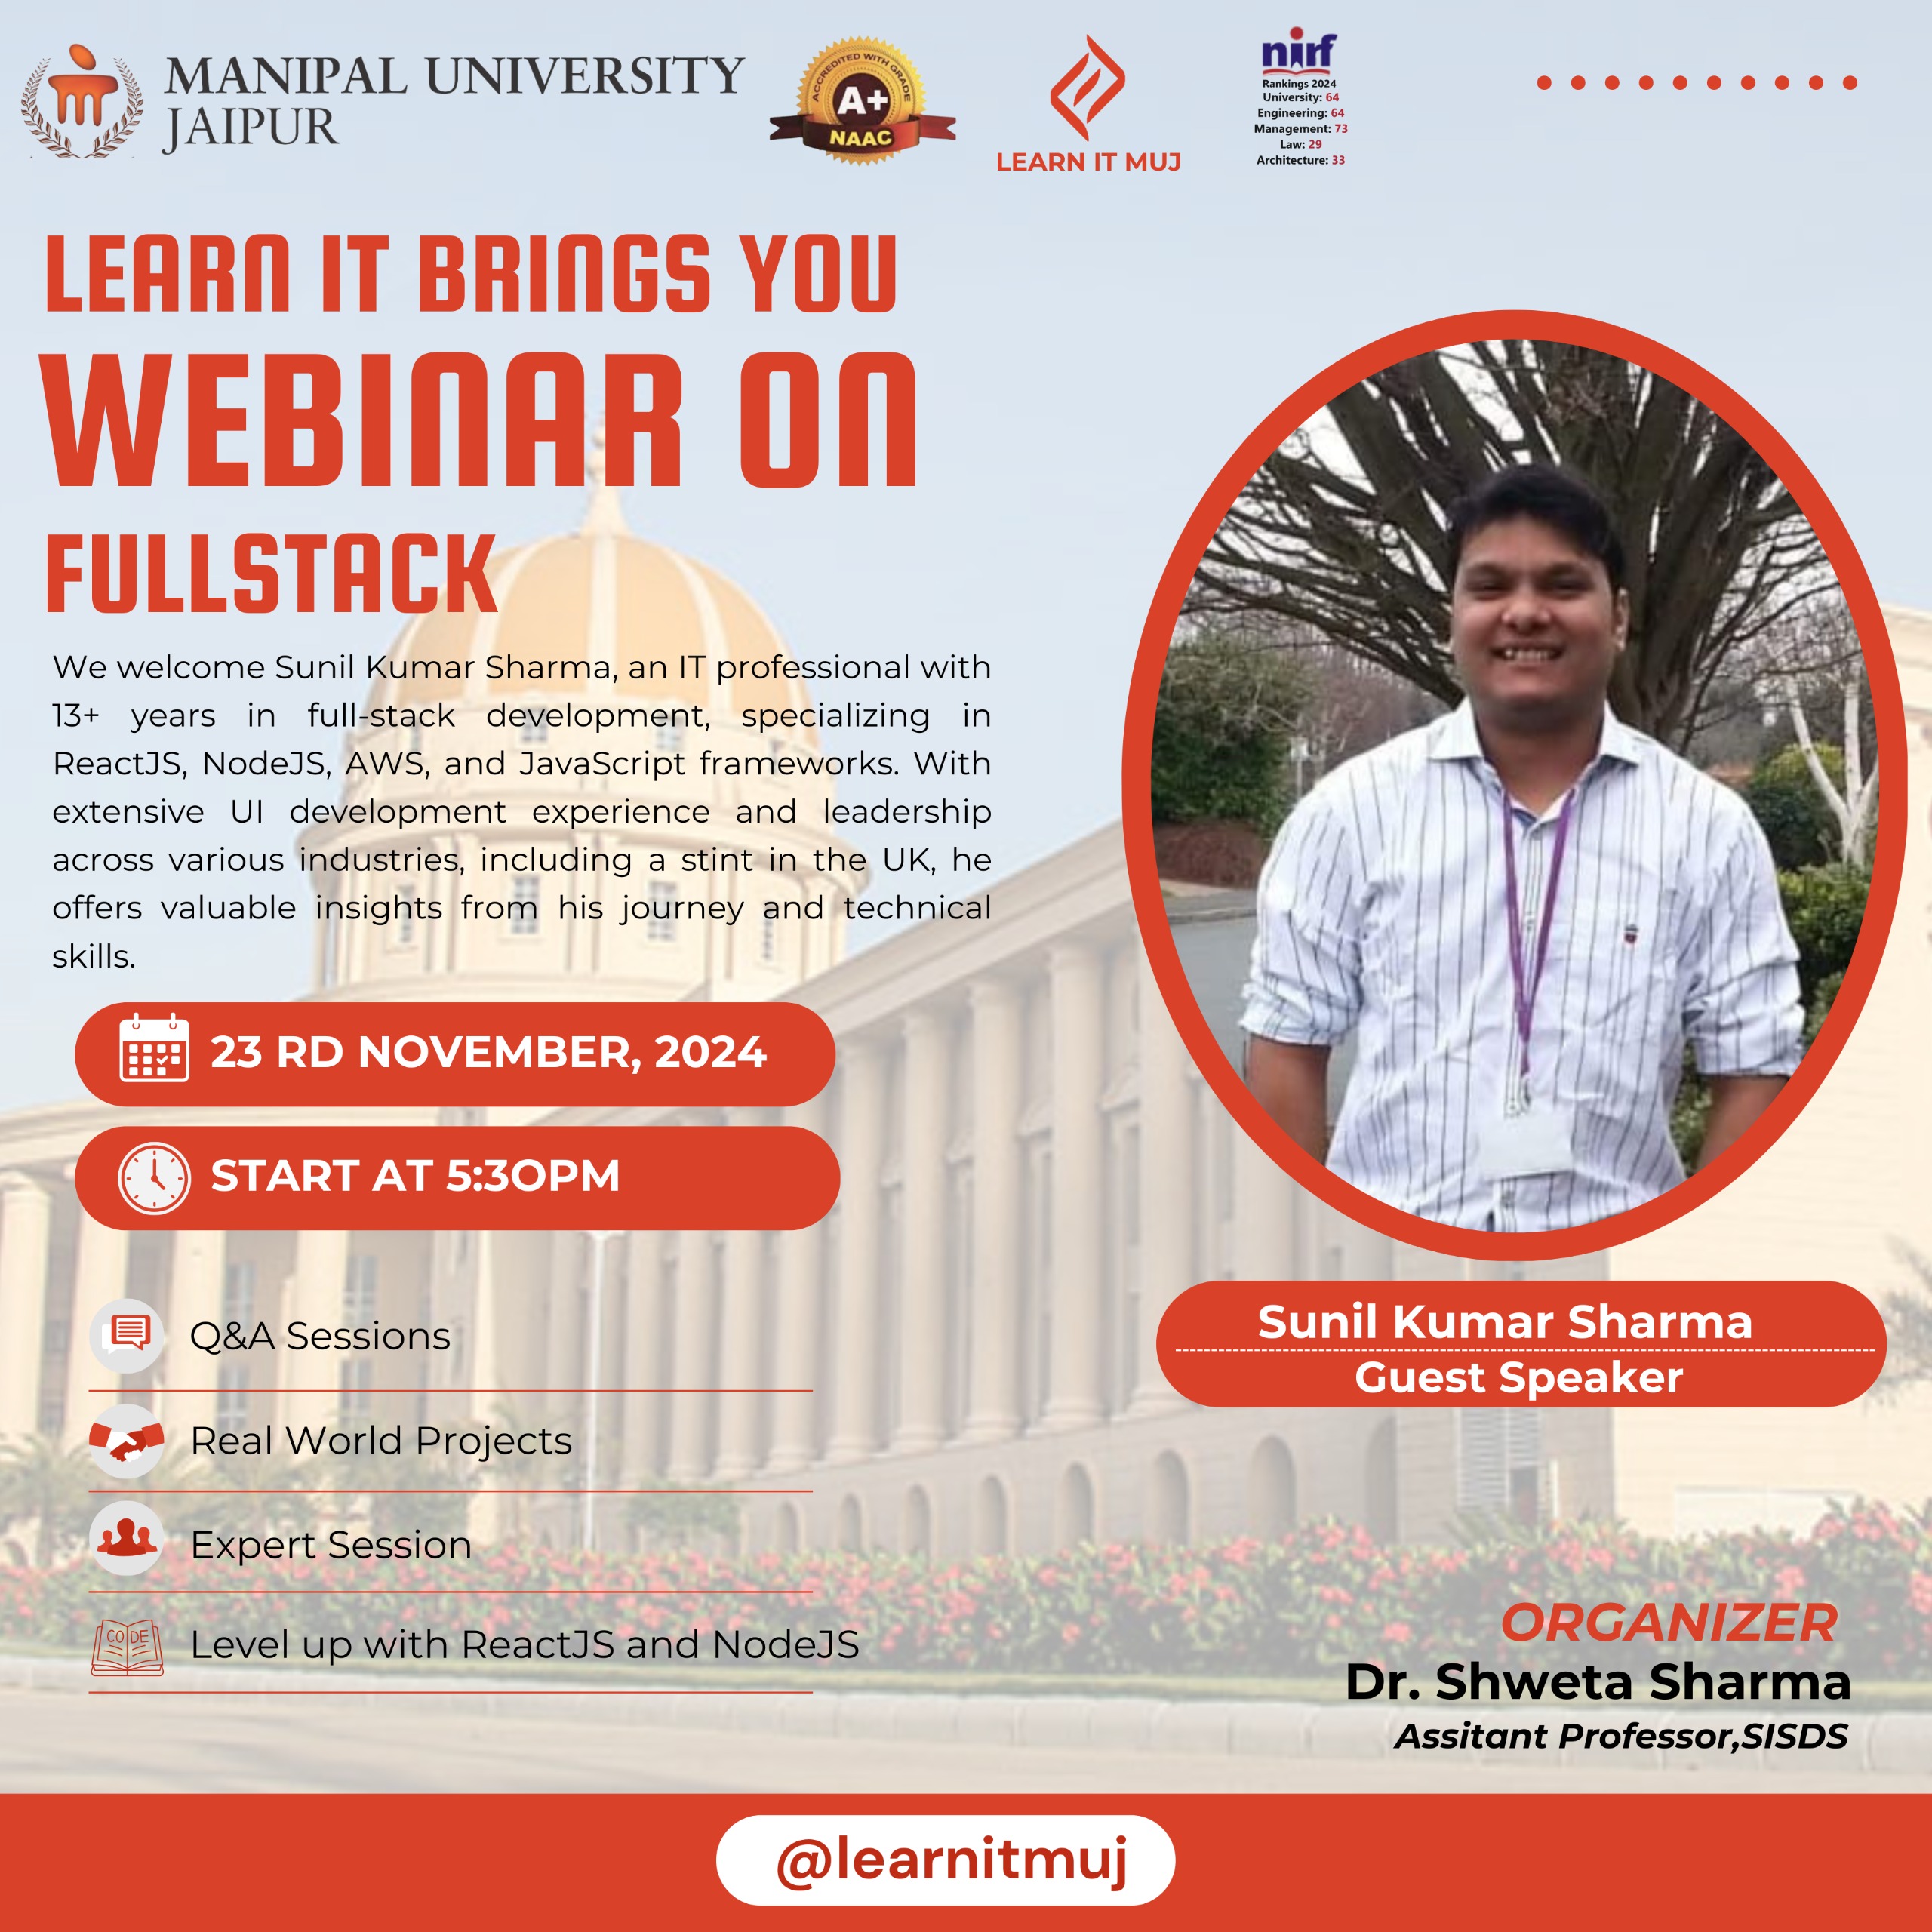 MANIPAL UNIVERSITY
JAIPUR
ACCREDITED WITH GRADE
A+
NAAC
LEARN IT MUJ
nirf
Rankings 2024
University: 64
Engineering: 64
Management: 73
Law: 29
Architecture: 33
LEARN IT BRINGS YOU
WEBINAR ON
FULLSTACK
We welcome Sunil Kumar Sharma, an IT professional with
13+ years in full-stack development, specializing in
ReactJS, NodeJS, AWS, and JavaScript frameworks. With
extensive UI development experience and leadership
across various industries, including a stint in the UK, he
offers valuable insights from his journey and technical
skills.
23 RD NOVEMBER, 2024
START AT 5:3OPM
Q&A Sessions
Real World Projects
Expert Session
CODE
Level up with ReactJS and NodeJS
Sunil Kumar Sharma
Guest Speaker
ORGANIZER
Dr. Shweta Sharma
Assitant Professor,SISDS
@learnitmuj